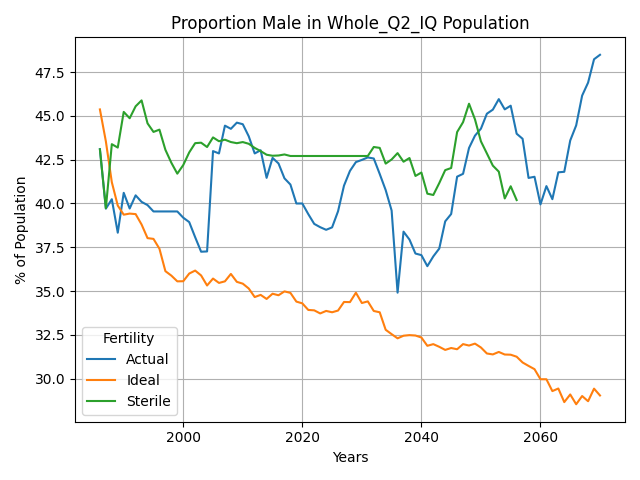 Proportion Male in Whole_Q2_IQ Population
% of Population
47.5
45.0
42.5
40.0
37.5
35.0
32.5
30.0
Fertility
Actual
Ideal
Sterile
2000
2020
2040
2060
Years